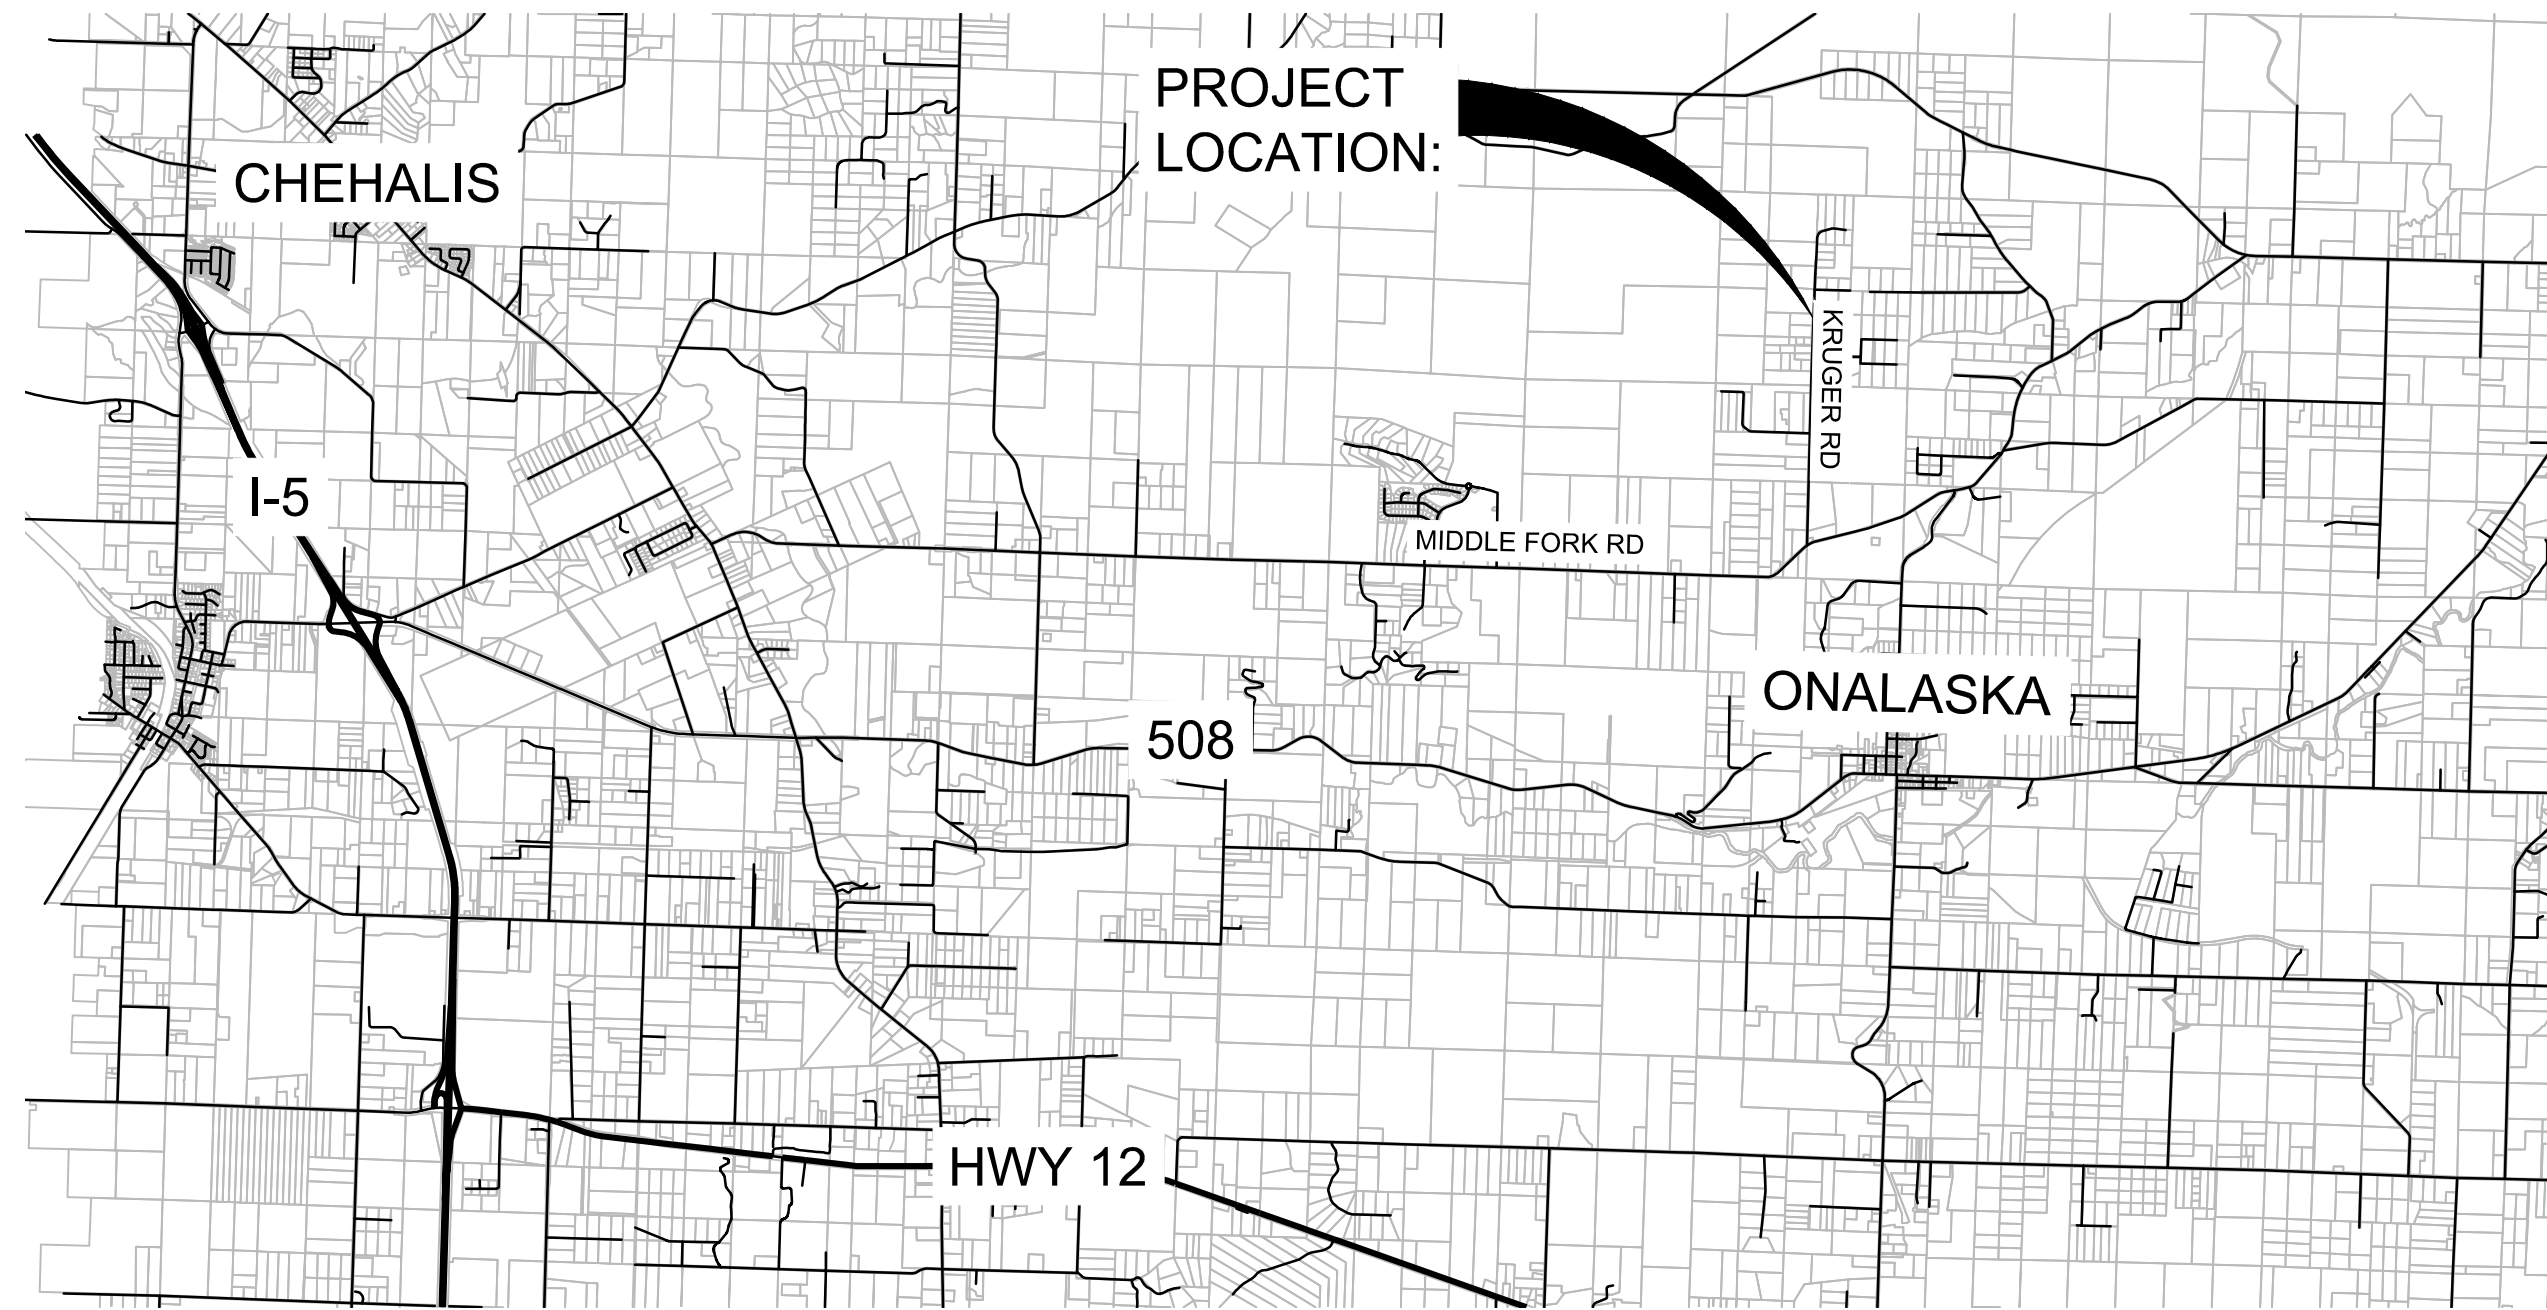 PROJECT
LOCATION:
CHEHALIS
KRUGER RD
I-5
MIDDLE FORK RD
ONALASKA
508
HWY 12